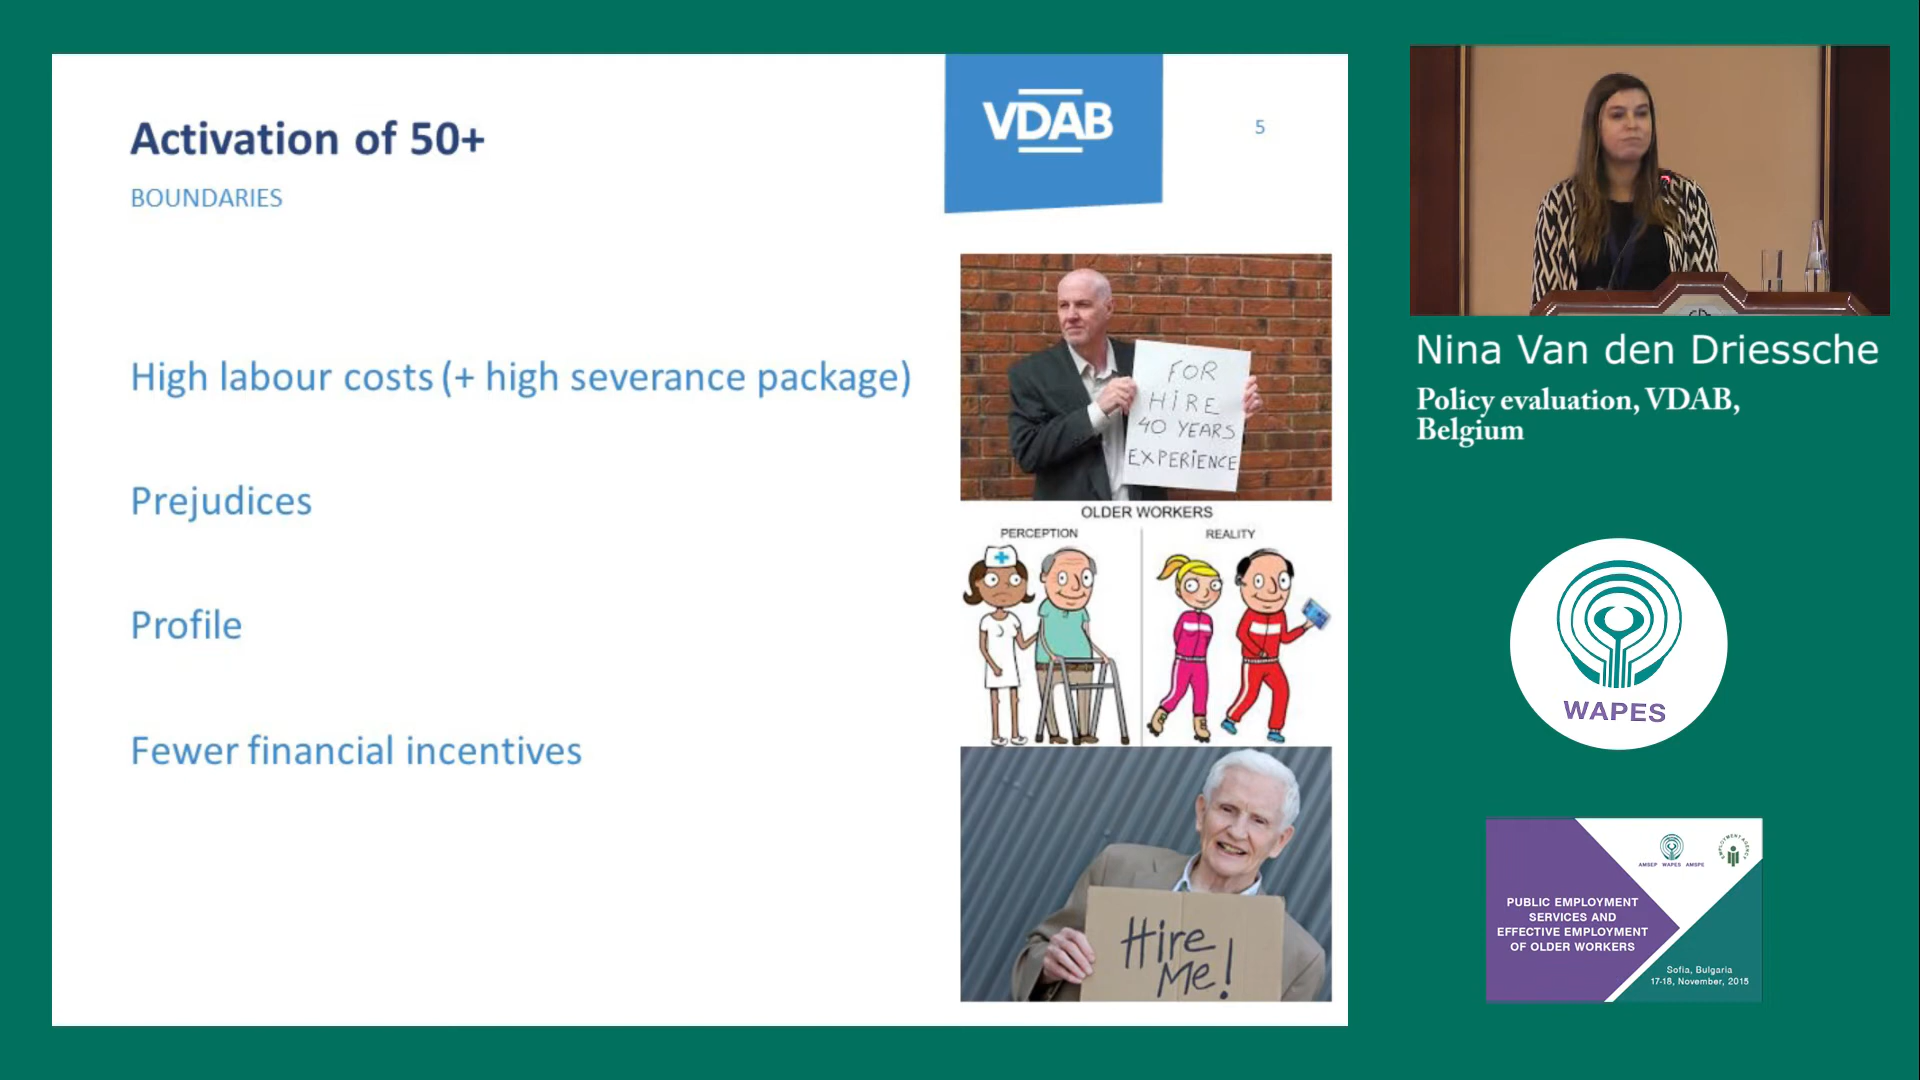 Activation of 50+
BOUNDARIES
VDAB
5
High labour costs (+ high severance package)
Prejudices
Profile
Fewer financial incentives
FOR
HIRE
40 YEARS
EXPERIENCE
OLDER WORKERS
PERCEPTION
REALITY
Hire
Me!
Nina Van den Driessche
Policy evaluation, VDAB,
Belgium
WAPES
AMSEP WAPES AMSPE
EMPLOYMENT AGENCY
PUBLIC EMPLOYMENT
SERVICES AND
EFFECTIVE EMPLOYMENT
OF OLDER WORKERS
Sofia, Bulgaria
17-18, November, 2015